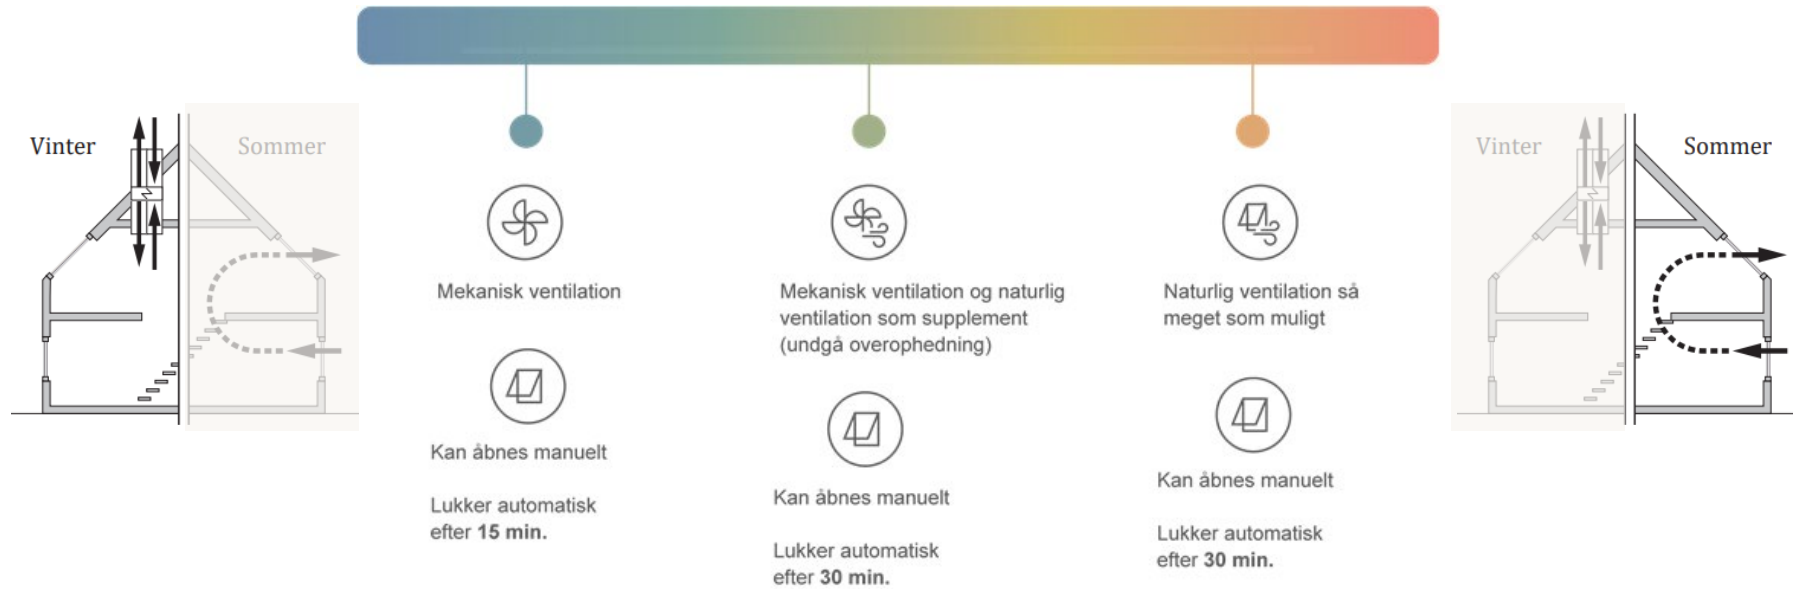 Vinter
Sommer
Mekanisk ventilation
Kan åbnes manuelt
Lukker automatisk
efter 15 min.
Mekanisk ventilation og naturlig
ventilation som supplement
(undgå overophedning)
Kan åbnes manuelt
Lukker automatisk
efter 30 min.
Naturlig ventilation så
meget som muligt
Kan åbnes manuelt
Lukker automatisk
efter 30 min.
Vinter
Sommer